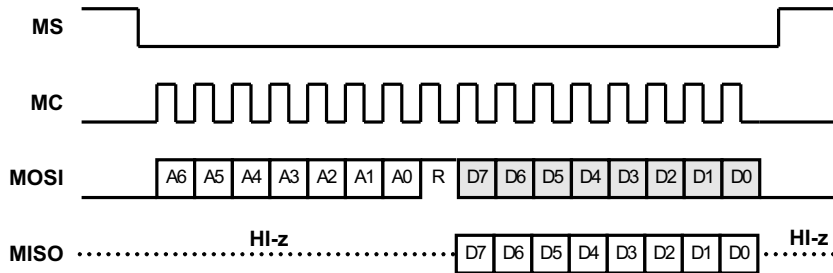 MS
MC
MOSI A6 A5 A4 A3 A2 A1 A0 R D7 D6 D5 D4 D3 D2 D1 D0
MISO HI-z D7 D6 D5 D4 D3 D2 D1 D0 HI-z